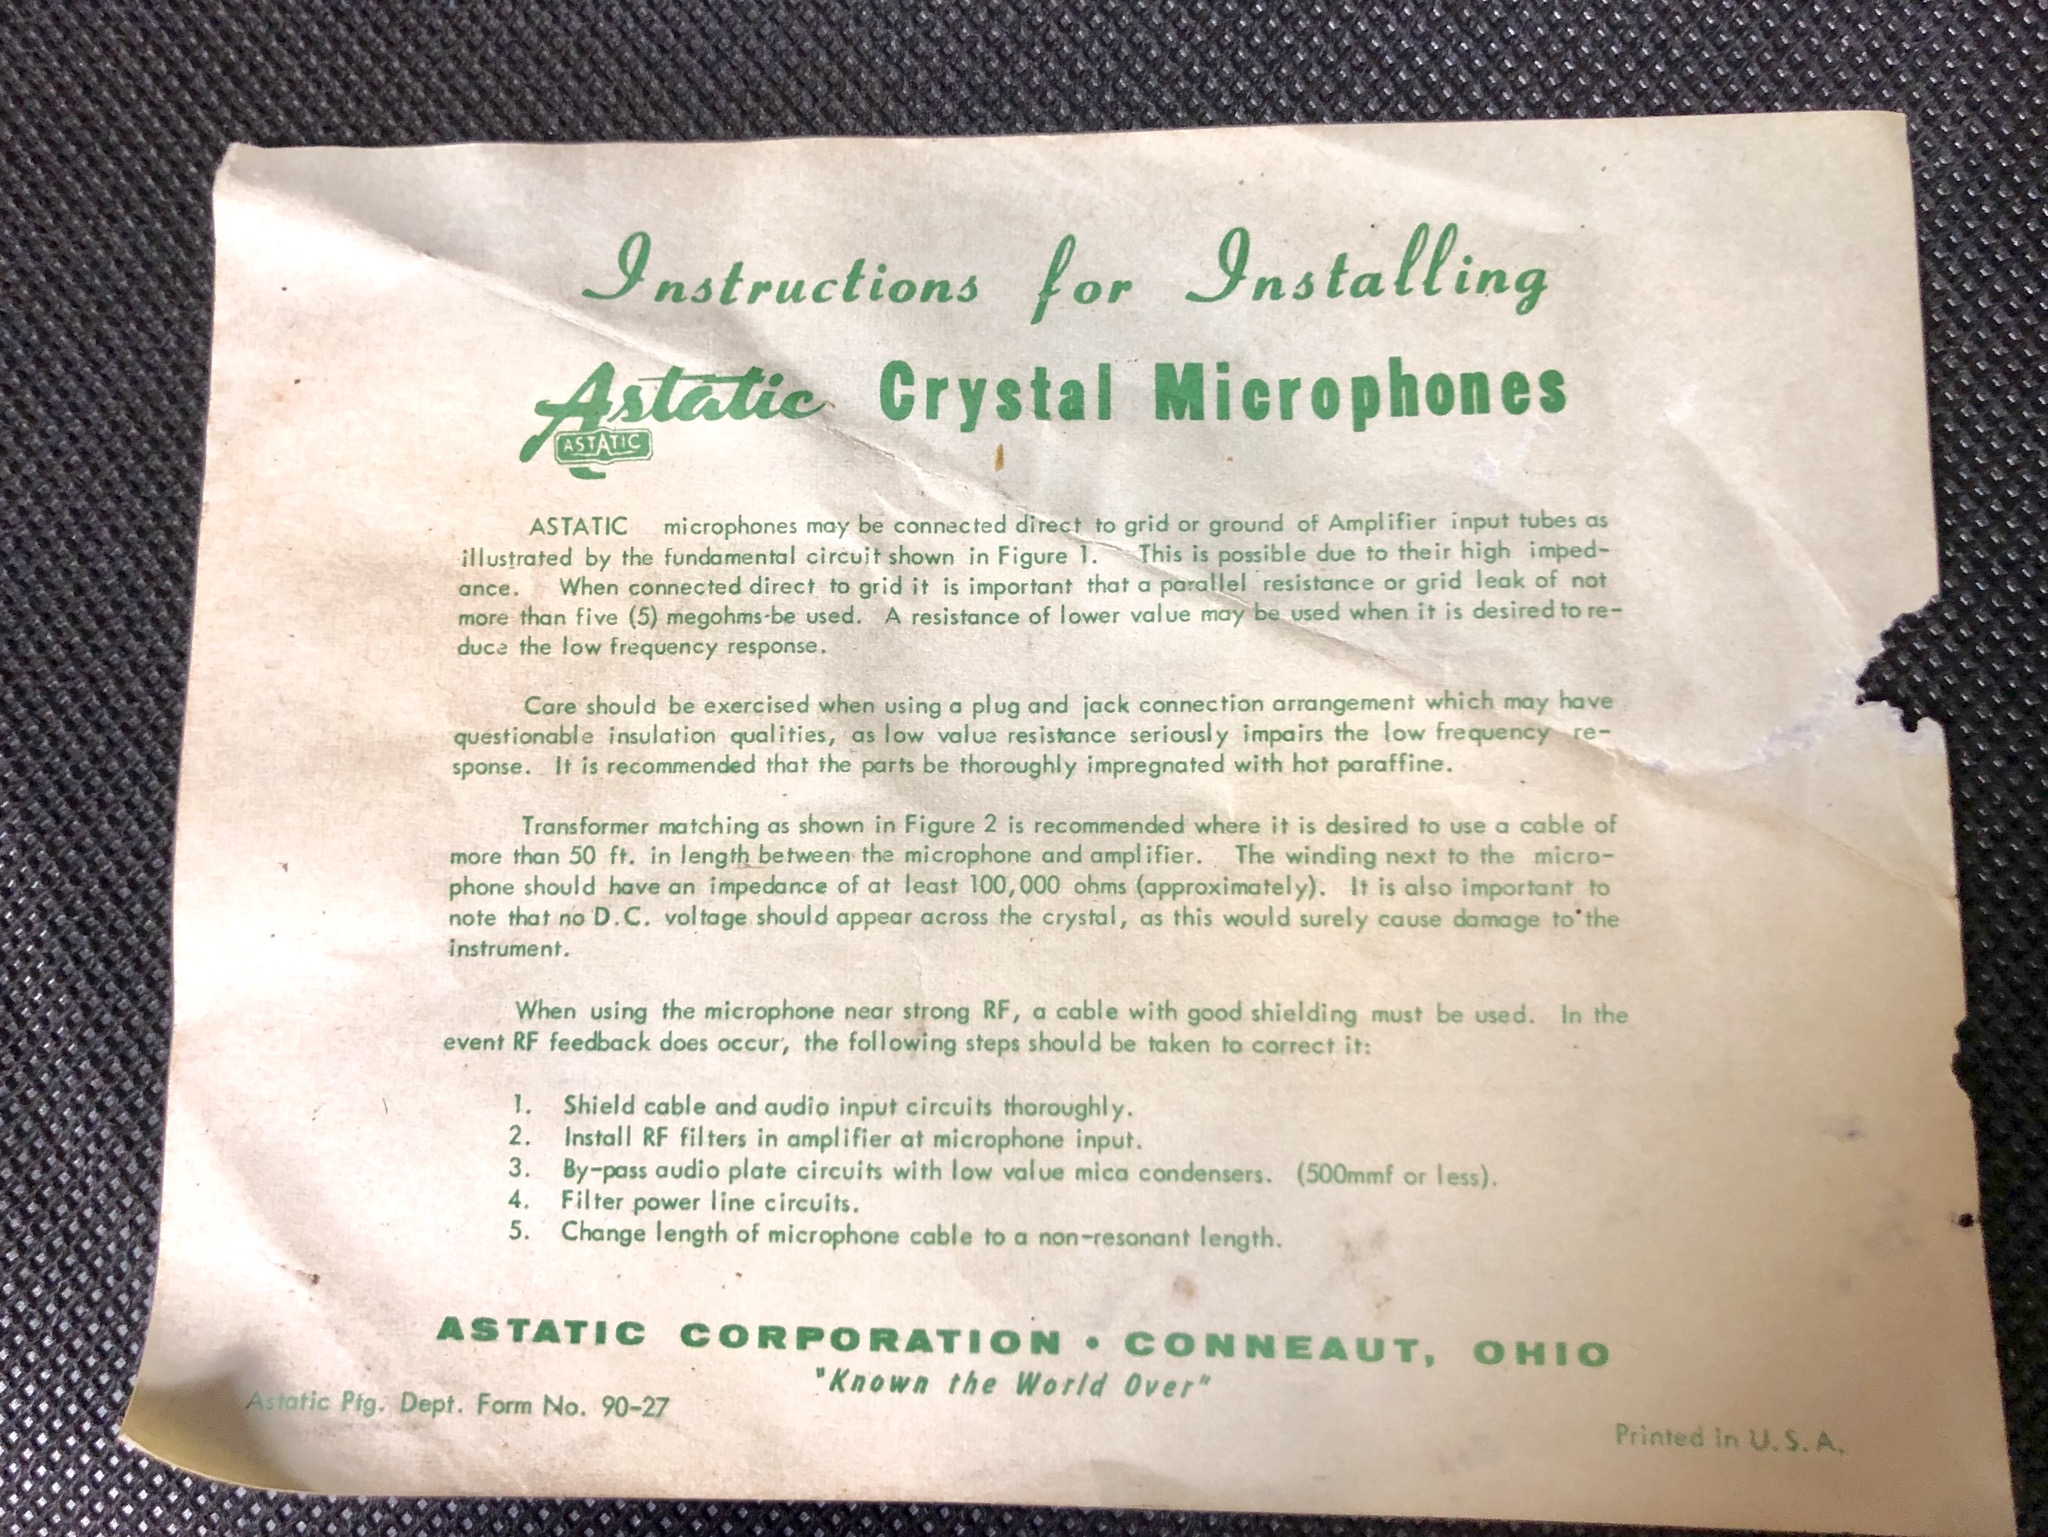 Instructions for Installing
Astatic Crystal Microphones
ASTATIC
ASTATIC microphones may be connected direct to grid or ground of Amplifier input tubes as
illustrated by the fundamental circuit shown in Figure 1. This is possible due to their high imped-
ance. When connected direct to grid it is important that a parallel resistance or grid leak of not
more than five (5) megohms be used. A resistance of lower value may be used when it is desired to re-
duce the low frequency response.
Care should be exercised when using a plug and jack connection arrangement which may have
questionable insulation qualities, as low value resistance seriously impairs the low frequency re-
sponse. It is recommended that the parts be thoroughly impregnated with hot paraffine.
Transformer matching as shown in Figure 2 is recommended where it is desired to use a cable of
more than 50 ft. in length between the microphone and amplifier. The winding next to the micro-
phone should have an impedance of at least 100,000 ohms (approximately). It is also important to
note that no D.C. voltage should appear across the crystal, as this would surely cause damage to the
instrument.
When using the microphone near strong RF, a cable with good shielding must be used. In the
event RF feedback does occur, the following steps should be taken to correct it:
1. Shield cable and audio input circuits thoroughly.
2. Install RF filters in amplifier at microphone input.
3. By-pass audio plate circuits with low value mica condensers. (500mmf or less).
4. Filter power line circuits.
5. Change length of microphone cable to a non-resonant length.
ASTATIC CORPORATION • CONNEAUT, OHIO
"Known the World Over"
Astatic Ptg. Dept. Form No. 90-27
Printed in U.S.A.